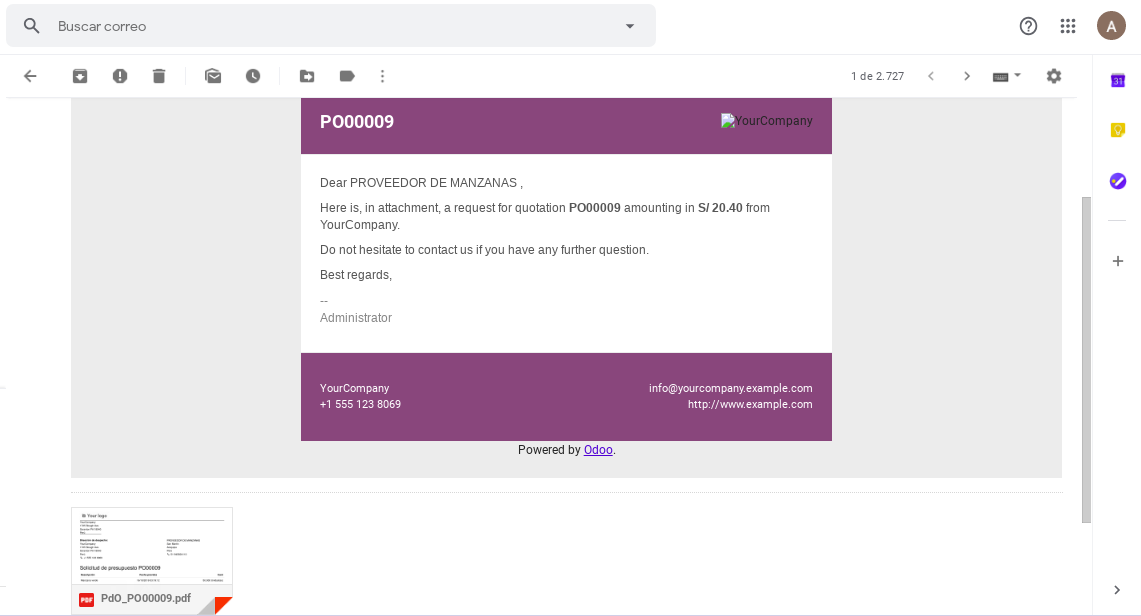 Buscar correo
A
1 de 2.727
31
PO00009
YourCompany
Dear PROVEEDOR DE MANZANAS ,
Here is, in attachment, a request for quotation PO00009 amounting in S/ 20.40 from
YourCompany.
Do not hesitate to contact us if you have any further question.
Best regards,
--
Administrator
YourCompany
info@yourcompany.example.com
+1 555 123 8069
http://www.example.com
Powered by Odoo.
Your logo
Solicitud de presupuesto PO00009
PDF
PdO_PO00009.pdf